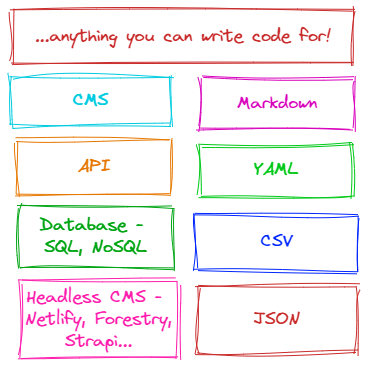 ...anything you can write code for!
CMS
Markdown
API
YAML
Database -
SQL, NoSQL
CSV
Headless CMS -
Netlify, Forestry,
Strapi...
JSON